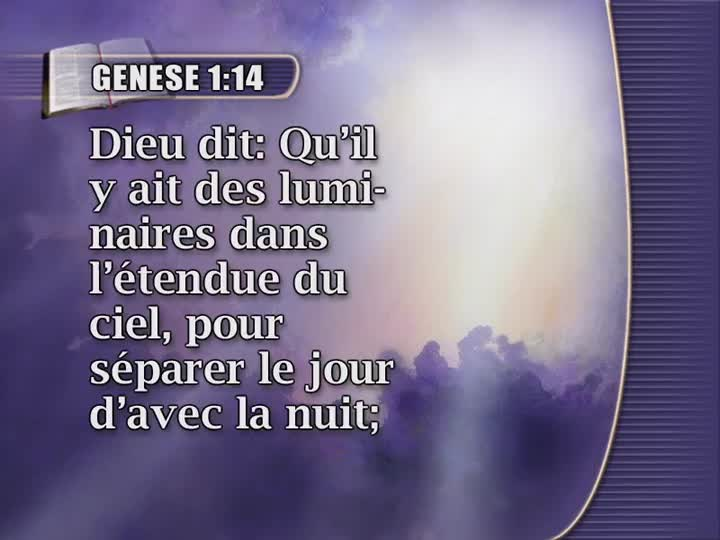 GENESE 1:14
Dieu dit: Qu’il
y ait des lumi-
naires dans
l’étendue du
ciel, pour
séparer le jour
d’avec la nuit;